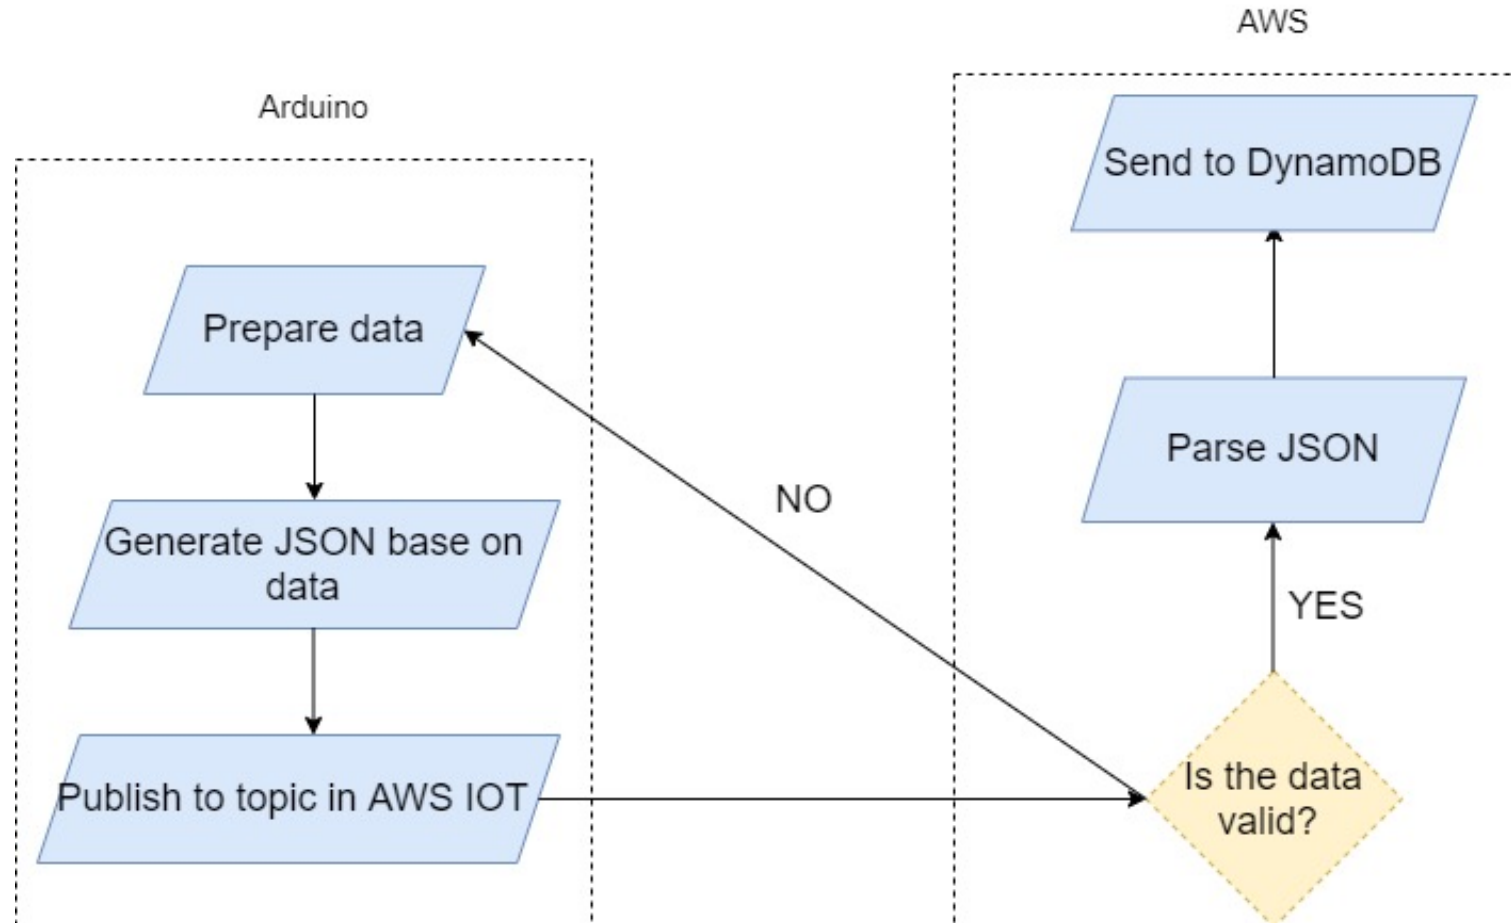 AWS
Arduino
Send to DynamoDB
Prepare data
Parse JSON
NO
Generate JSON base on
data
YES
Publish to topic in AWS IOT
Is the data
valid?